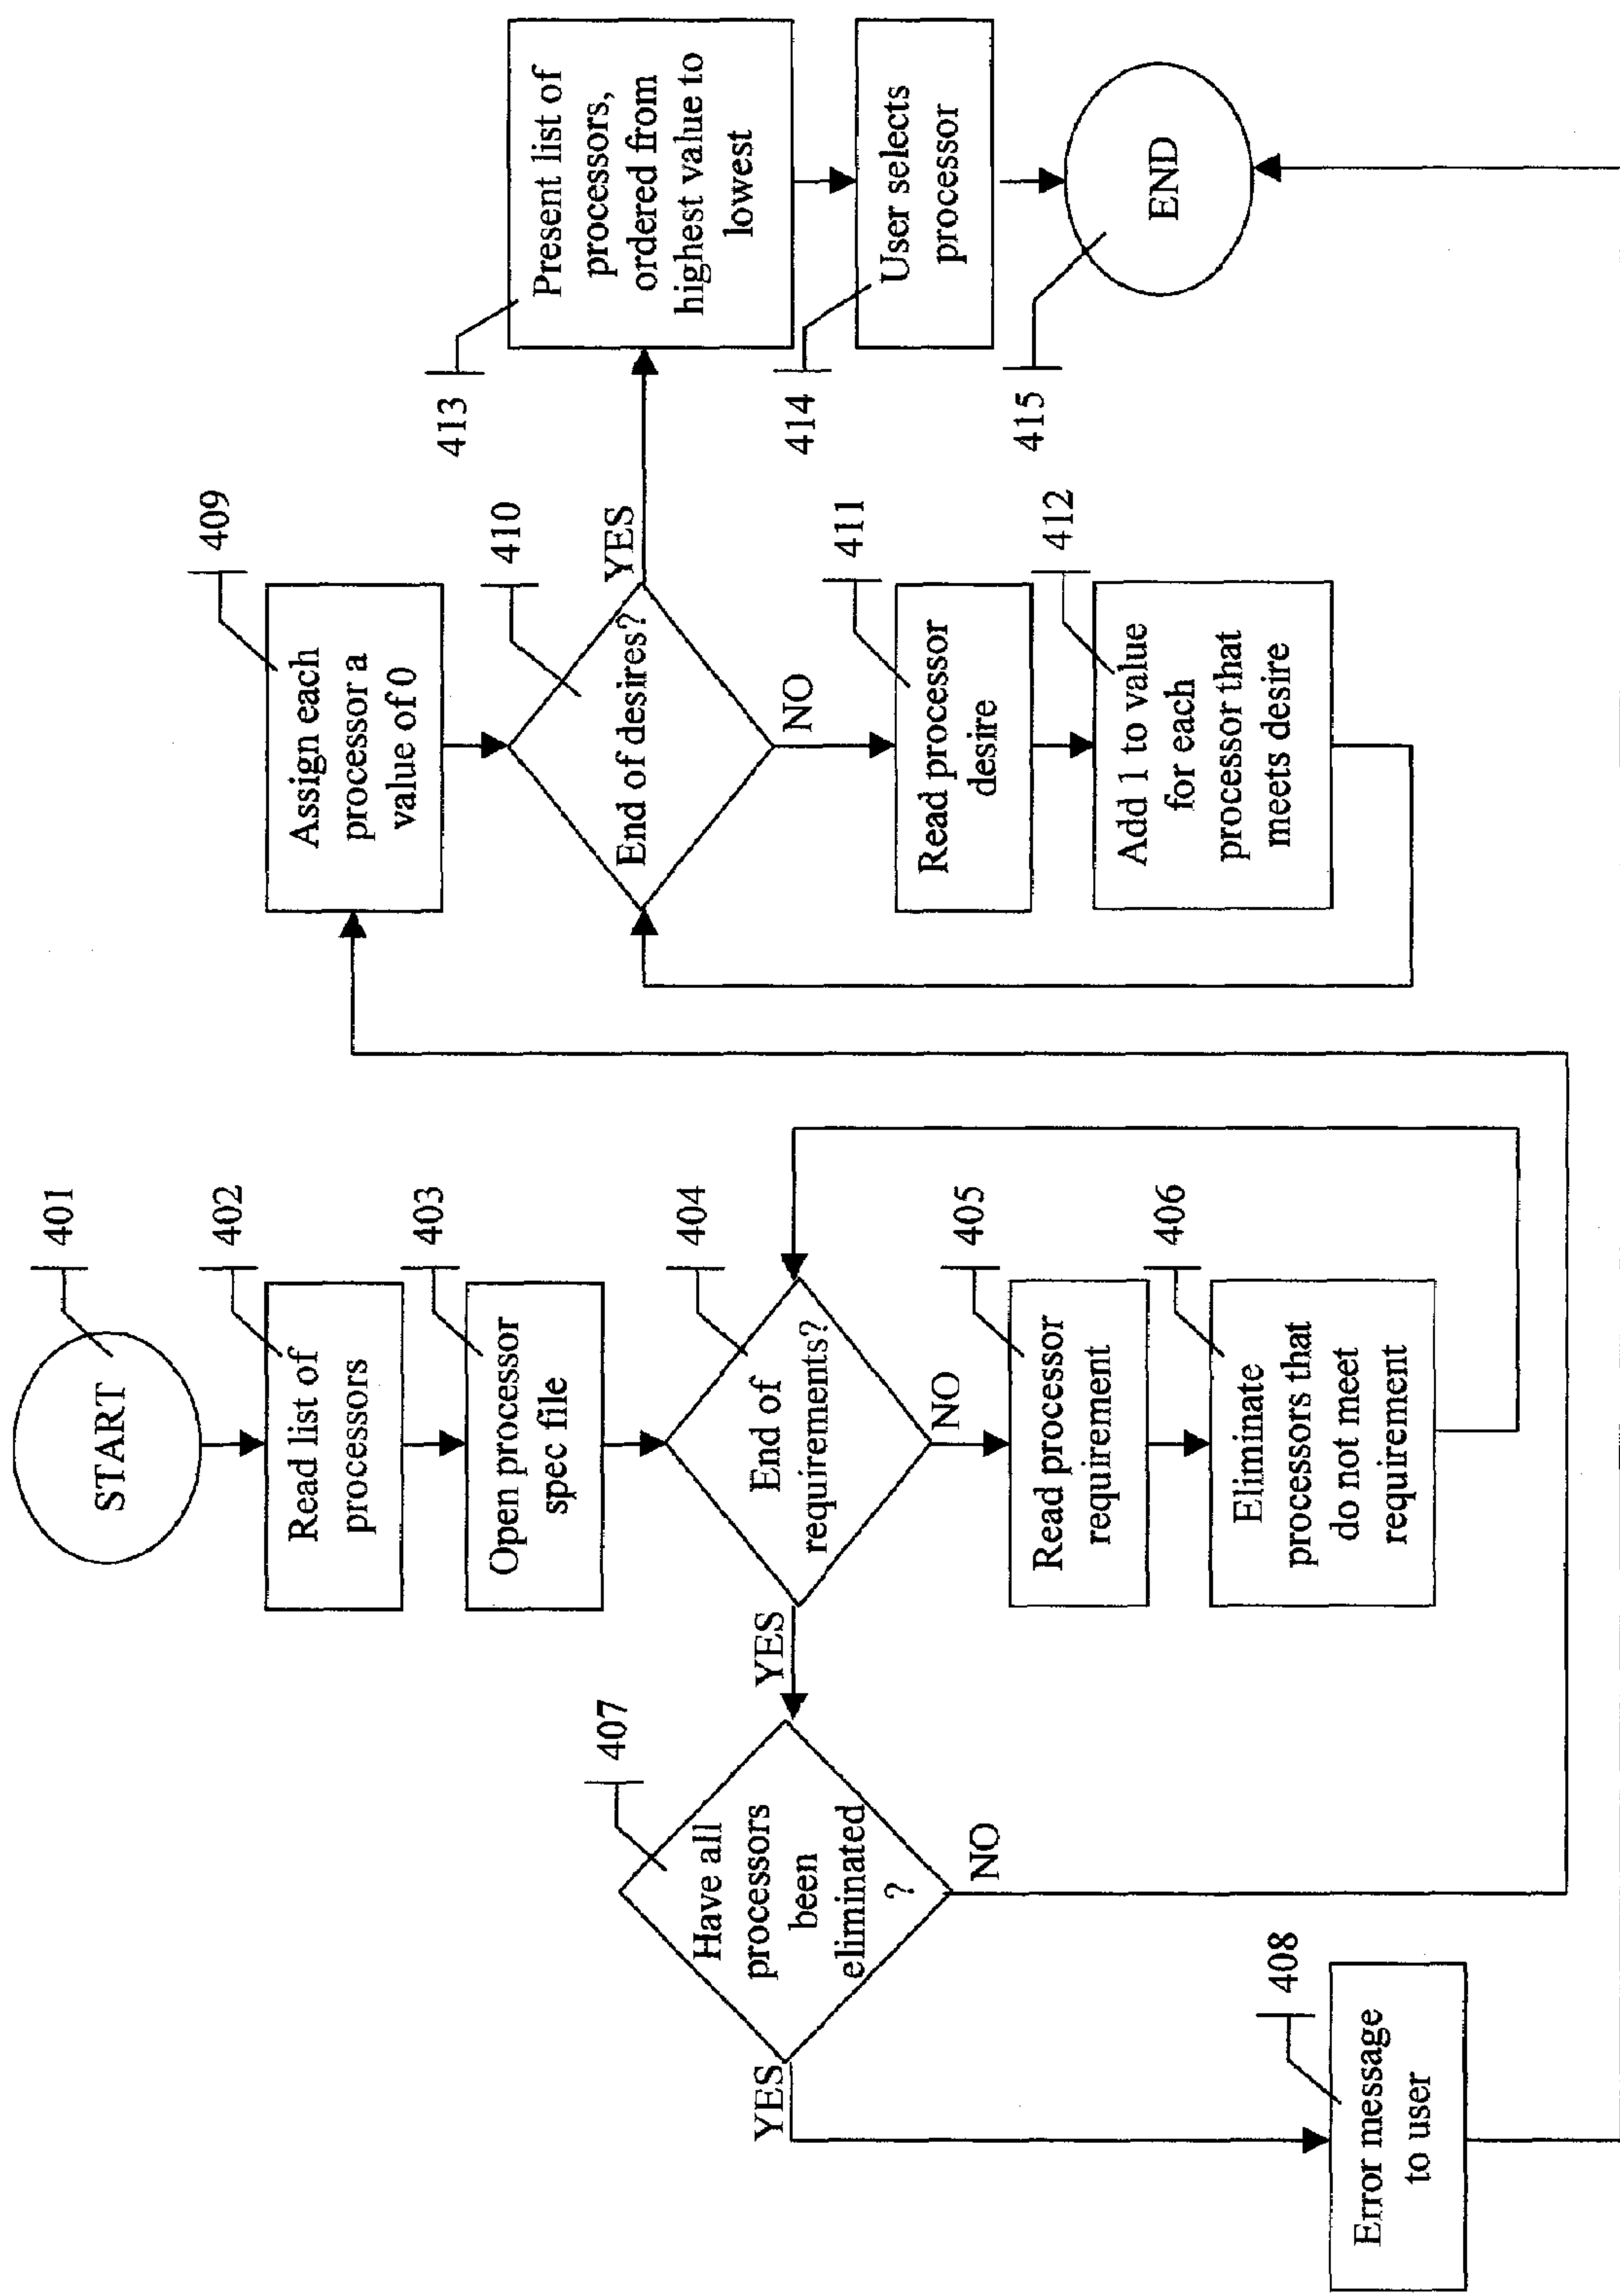 401
START
402
Read list of
processors
403
Open processor
spec file
404
End of
requirements?
YES
NO
405
Read processor
requirement
406
Eliminate
processors that
do not meet
requirement
407
Have all
processors
been
eliminated
?
YES
NO
408
Error message
to user
409
Assign each
processor a
value of 0
410
End of desires?
YES
NO
411
Read processor
desire
412
Add 1 to value
for each
processor that
meets desire
413
Present list of
processors,
ordered from
highest value to
lowest
414
User selects
processor
415
END